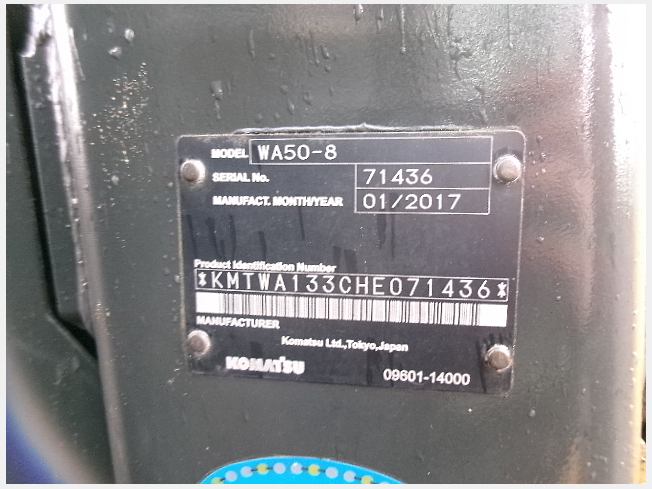 MODEL WA50-8
SERIAL No. 71436
MANUFACT. MONTH/YEAR 01/2017
Product Identification Number
*KMTWA133CHE071436*
MANUFACTURER
Komatsu Ltd.,Tokyo,Japan
KOMATSU 09601-14000